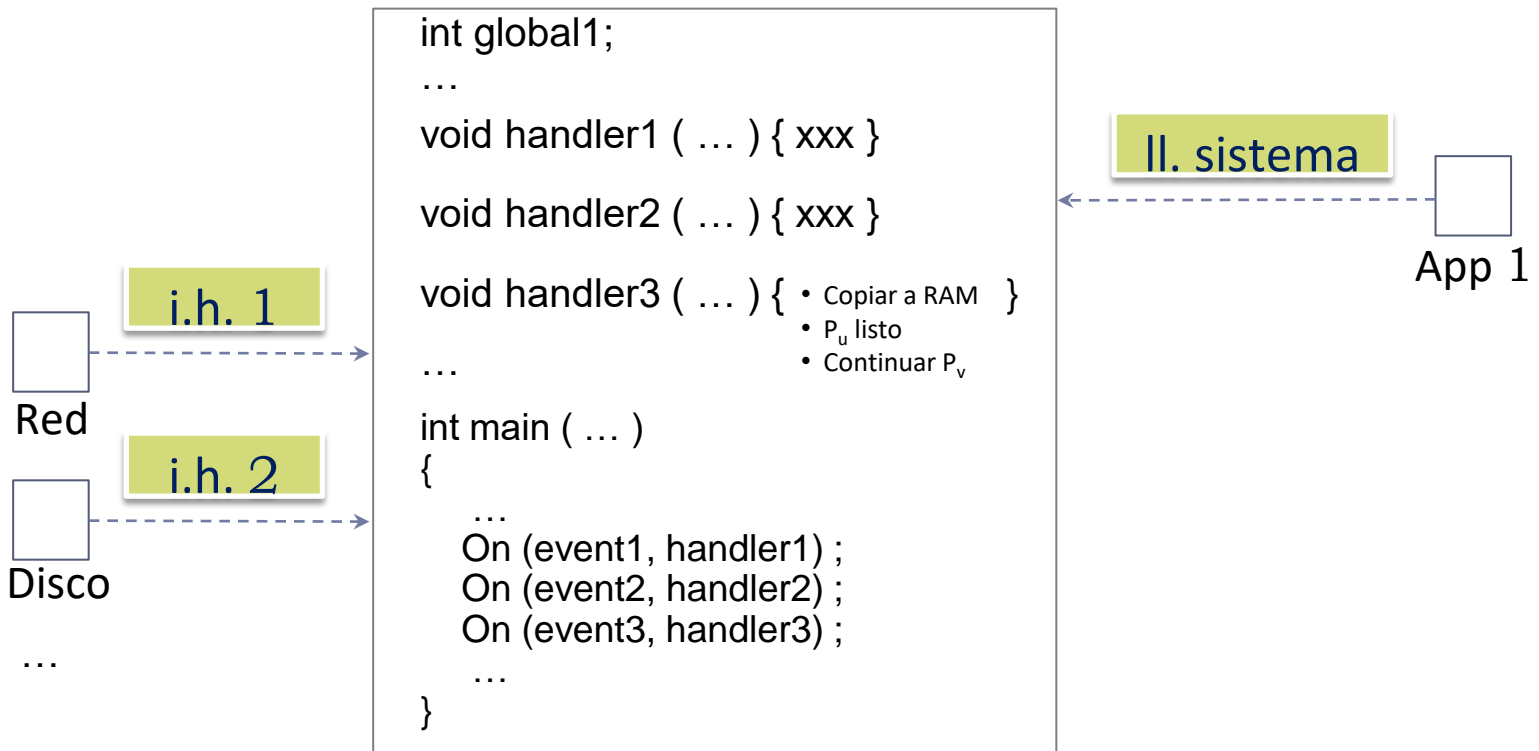 int global1;
…
void handler1 ( … ) { xxx }
ll. sistema
void handler2 ( … ) { xxx }
App 1
void handler3 ( … ) { • Copiar a RAM }
• Pu listo
• Continuar Pv
i.h. 1
Red
…
int main ( … )
{
i.h. 2
Disco
…
…
On (event1, handler1) ;
On (event2, handler2) ;
On (event3, handler3) ;
…
}